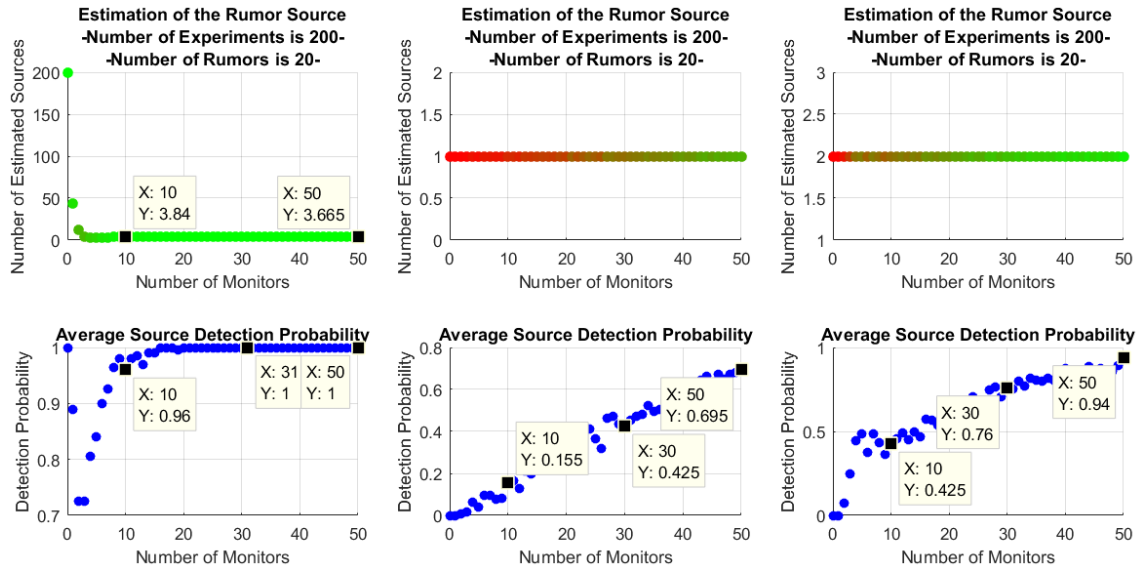 Estimation of the Rumor Source
-Number of Experiments is 200-
-Number of Rumors is 20-
Number of Estimated Sources
200
150
100
50
0
X: 10
Y: 3.84
X: 50
Y: 3.665
0
10
20
30
40
50
Number of Monitors
Estimation of the Rumor Source
-Number of Experiments is 200-
-Number of Rumors is 20-
Number of Estimated Sources
2
1.5
1
0.5
0
0
10
20
30
40
50
Number of Monitors
Estimation of the Rumor Source
-Number of Experiments is 200-
-Number of Rumors is 20-
Number of Estimated Sources
3
2.5
2
1.5
1
0
10
20
30
40
50
Number of Monitors
Average Source Detection Probability
Detection Probability
1
0.9
0.8
0.7
X: 10
Y: 0.96
X: 31
Y: 1
X: 50
Y: 1
0
10
20
30
40
50
Number of Monitors
Average Source Detection Probability
Detection Probability
0.8
0.6
0.4
0.2
0
X: 10
Y: 0.155
X: 50
Y: 0.695
X: 30
Y: 0.425
0
10
20
30
40
50
Number of Monitors
Average Source Detection Probability
Detection Probability
1
0.5
0
X: 30
Y: 0.76
X: 50
Y: 0.94
X: 10
Y: 0.425
0
10
20
30
40
50
Number of Monitors